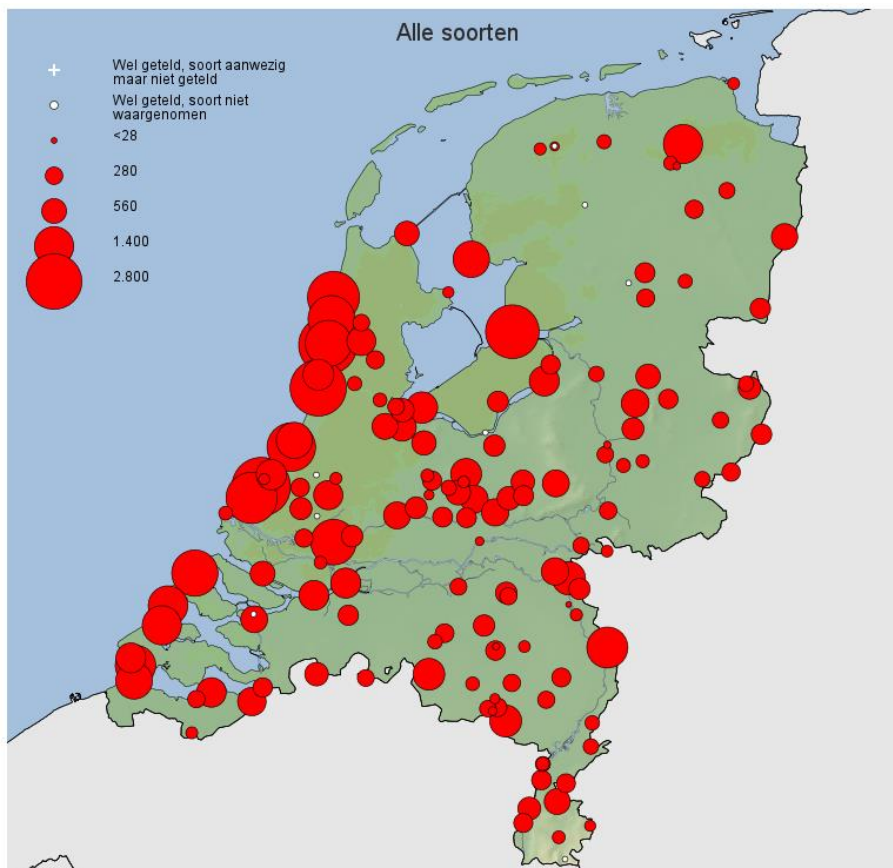 Alle soorten
Wel geteld, soort aanwezig
maar niet geteld
Wel geteld, soort niet
waargenomen
<28
280
560
1.400
2.800